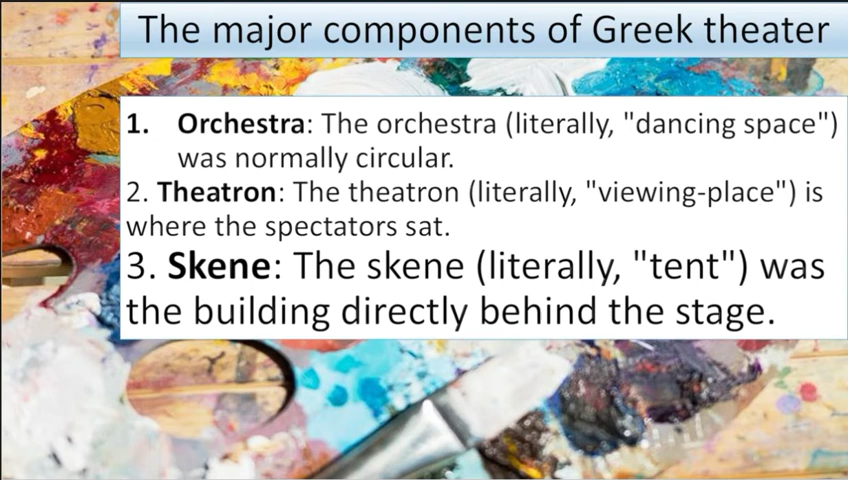 The major components of Greek theater
1. Orchestra: The orchestra (literally, "dancing space")
was normally circular.
2. Theatron: The theatron (literally, "viewing-place") is
where the spectators sat.
3. Skene: The skene (literally, "tent") was
the building directly behind the stage.